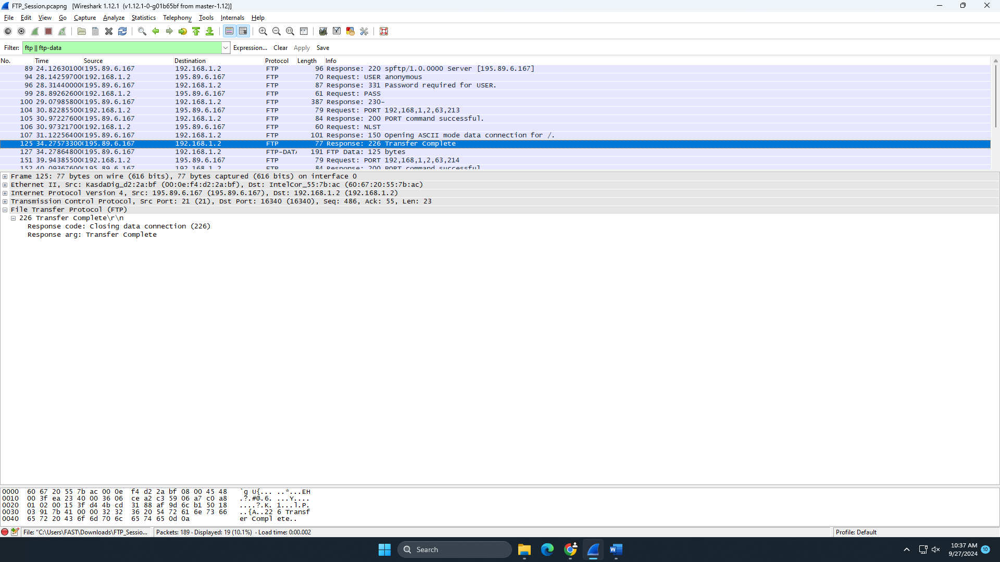 FTP_Session.pcapng [Wireshark 1.12.1 (v1.12.1-0-g01b65bf from master-1.12)]
File Edit View Go Capture Analyze Statistics Telephony Tools Internals Help
Filter: ftp || ftp-data Expression... Clear Apply Save
No. Time Source Destination Protocol Length Info
89 24.126301000 195.89.6.167 192.168.1.2 FTP 96 Response: 220 spftp/1.0.0000 Server [195.89.6.167]
94 28.142597000 192.168.1.2 195.89.6.167 FTP 70 Request: USER anonymous
96 28.314400000 195.89.6.167 192.168.1.2 FTP 87 Response: 331 Password required for USER.
99 28.892626000 192.168.1.2 195.89.6.167 FTP 61 Request: PASS
100 29.079858000 195.89.6.167 192.168.1.2 FTP 387 Response: 230-
104 30.822855000 192.168.1.2 195.89.6.167 FTP 79 Request: PORT 192,168,1,2,63,213
105 30.972276000 195.89.6.167 192.168.1.2 FTP 84 Response: 200 PORT command successful.
106 30.973217000 192.168.1.2 195.89.6.167 FTP 60 Request: NLST
107 31.122564000 195.89.6.167 192.168.1.2 FTP 101 Response: 150 Opening ASCII mode data connection for /.
125 34.275733000 195.89.6.167 192.168.1.2 FTP 77 Response: 226 Transfer Complete
127 34.278648000 195.89.6.167 192.168.1.2 FTP-DATA 191 FTP Data: 125 bytes
151 39.943855000 192.168.1.2 195.89.6.167 FTP 79 Request: PORT 192,168,1,2,63,214
152 40.093676000 195.89.6.167 192.168.1.2 FTP 84 Response: 200 PORT command successful
Frame 125: 77 bytes on wire (616 bits), 77 bytes captured (616 bits) on interface 0
Ethernet II, Src: KasdaDig_d2:2a:bf (00:0e:f4:d2:2a:bf), Dst: IntelCor_55:7b:ac (60:67:20:55:7b:ac)
Internet Protocol Version 4, Src: 195.89.6.167 (195.89.6.167), Dst: 192.168.1.2 (192.168.1.2)
Transmission Control Protocol, Src Port: 21 (21), Dst Port: 16340 (16340), Seq: 486, Ack: 55, Len: 23
File Transfer Protocol (FTP)
226 Transfer Complete\r\n
Response code: Closing data connection (226)
Response arg: Transfer Complete
0000 60 67 20 55 7b ac 00 0e f4 d2 2a bf 08 00 45 48 `g U{... ..*...EH
0010 00 3f ea 23 40 00 36 06 ce a2 c3 59 06 a7 c0 a8 .?.#@.6. ...Y....
0020 01 02 00 15 3f d4 4b cd 31 88 af 9d 6c b1 50 18 ....?.K. 1...l.P.
0030 03 91 7b 41 00 00 32 32 36 20 54 72 61 6e 73 66 ..{A..22 6 Transf
0040 65 72 20 43 6f 6d 70 6c 65 74 65 0d 0a er Compl ete..
File: "C:\Users\FAST\Downloads\FTP_Sessio... Packets: 189 · Displayed: 19 (10.1%) · Load time: 0:00.002 Profile: Default
Search
10:37 AM
9/27/2024
10